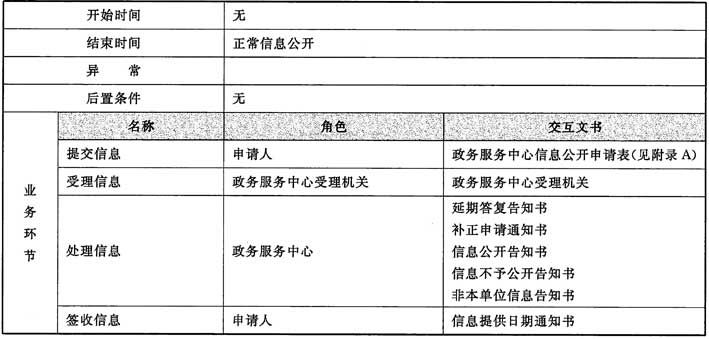 开始时间 无
结束时间 正常信息公开
异 常
后置条件 无
业务环节
名称 角色 交互文书
提交信息 申请人 政务服务中心信息公开申请表(见附录 A)
受理信息 政务服务中心受理机关 政务服务中心受理机关
处理信息 政务服务中心
延期答复告知书
补正申请通知书
信息公开告知书
信息不予公开告知书
非本单位信息告知书
签收信息 申请人 信息提供日期通知书